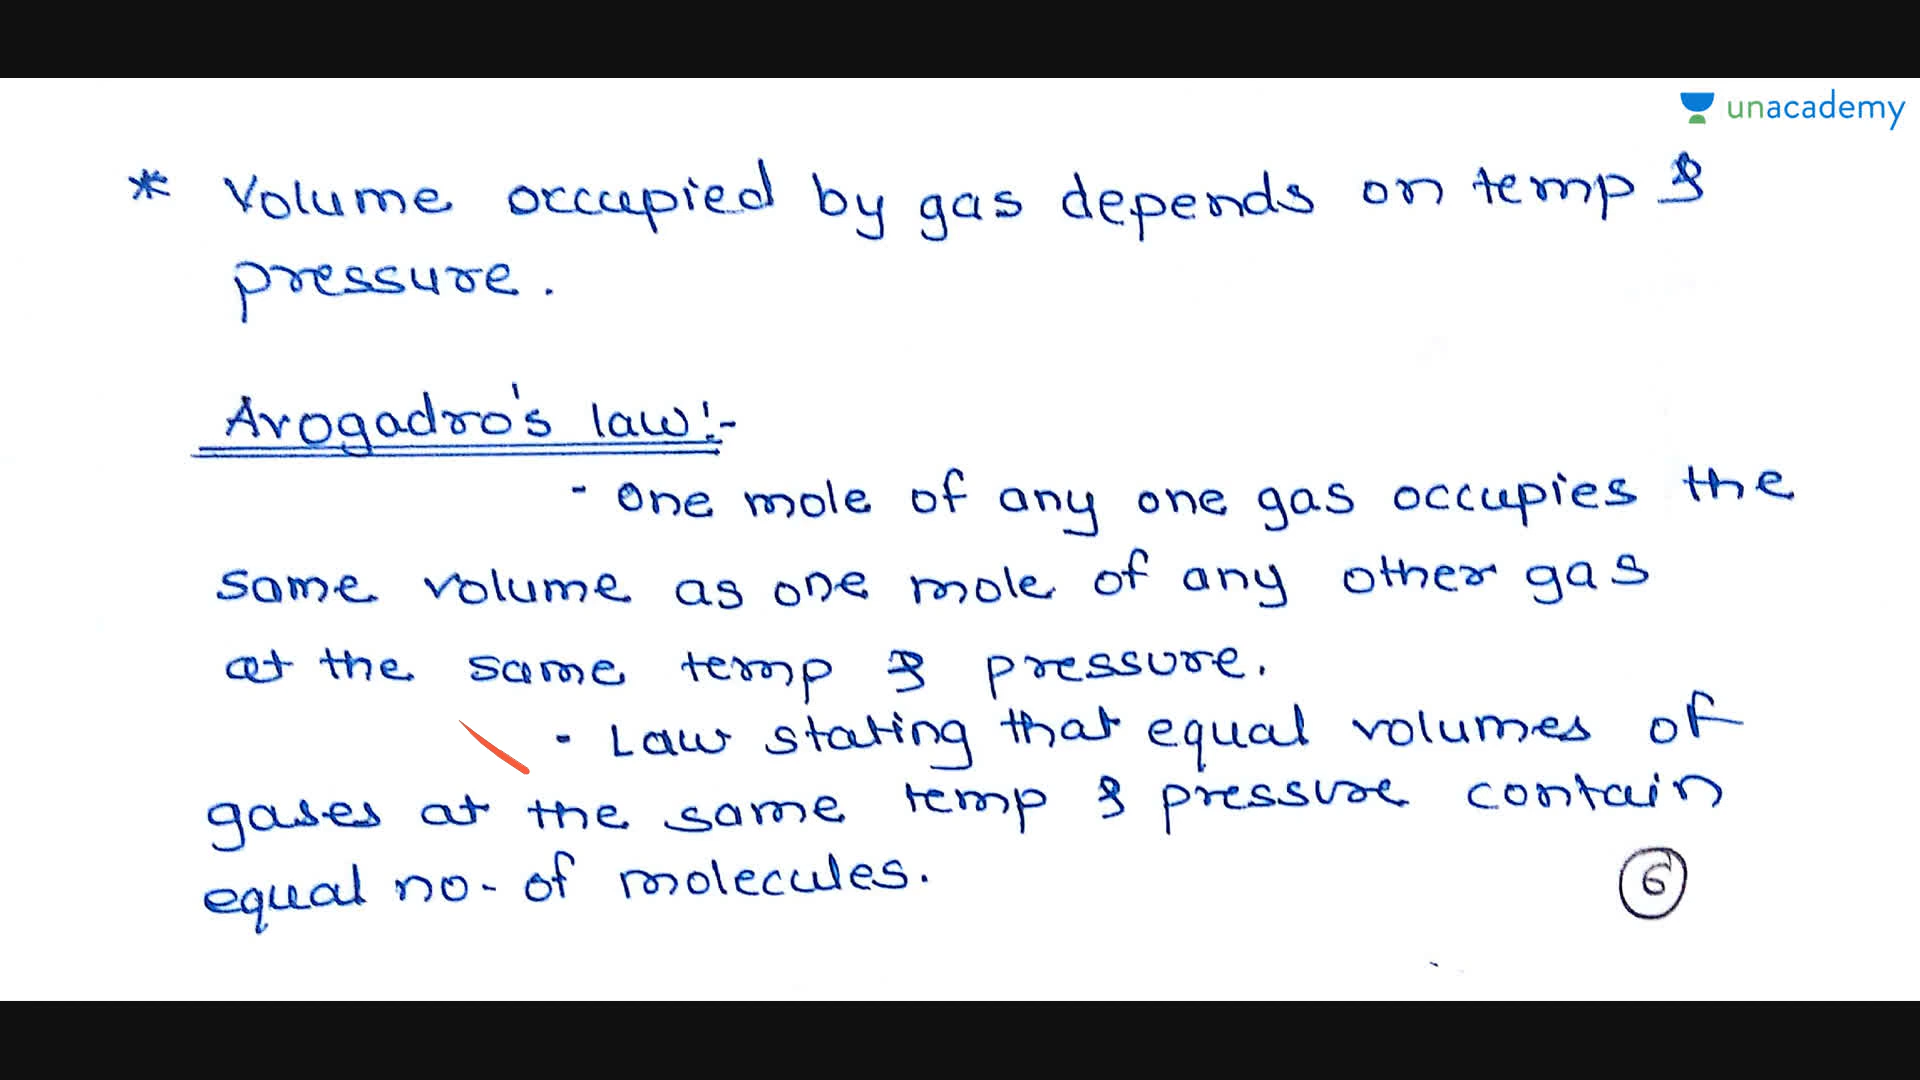 unacademy
* Volume occupied by gas depends on temp &
pressure.
Avogadro's law:-
- One mole of any one gas occupies the
same volume as one mole of any other gas
at the same temp & pressure.
- Law stating that equal volumes of
gases at the same temp & pressure contain
equal no. of molecules.
6